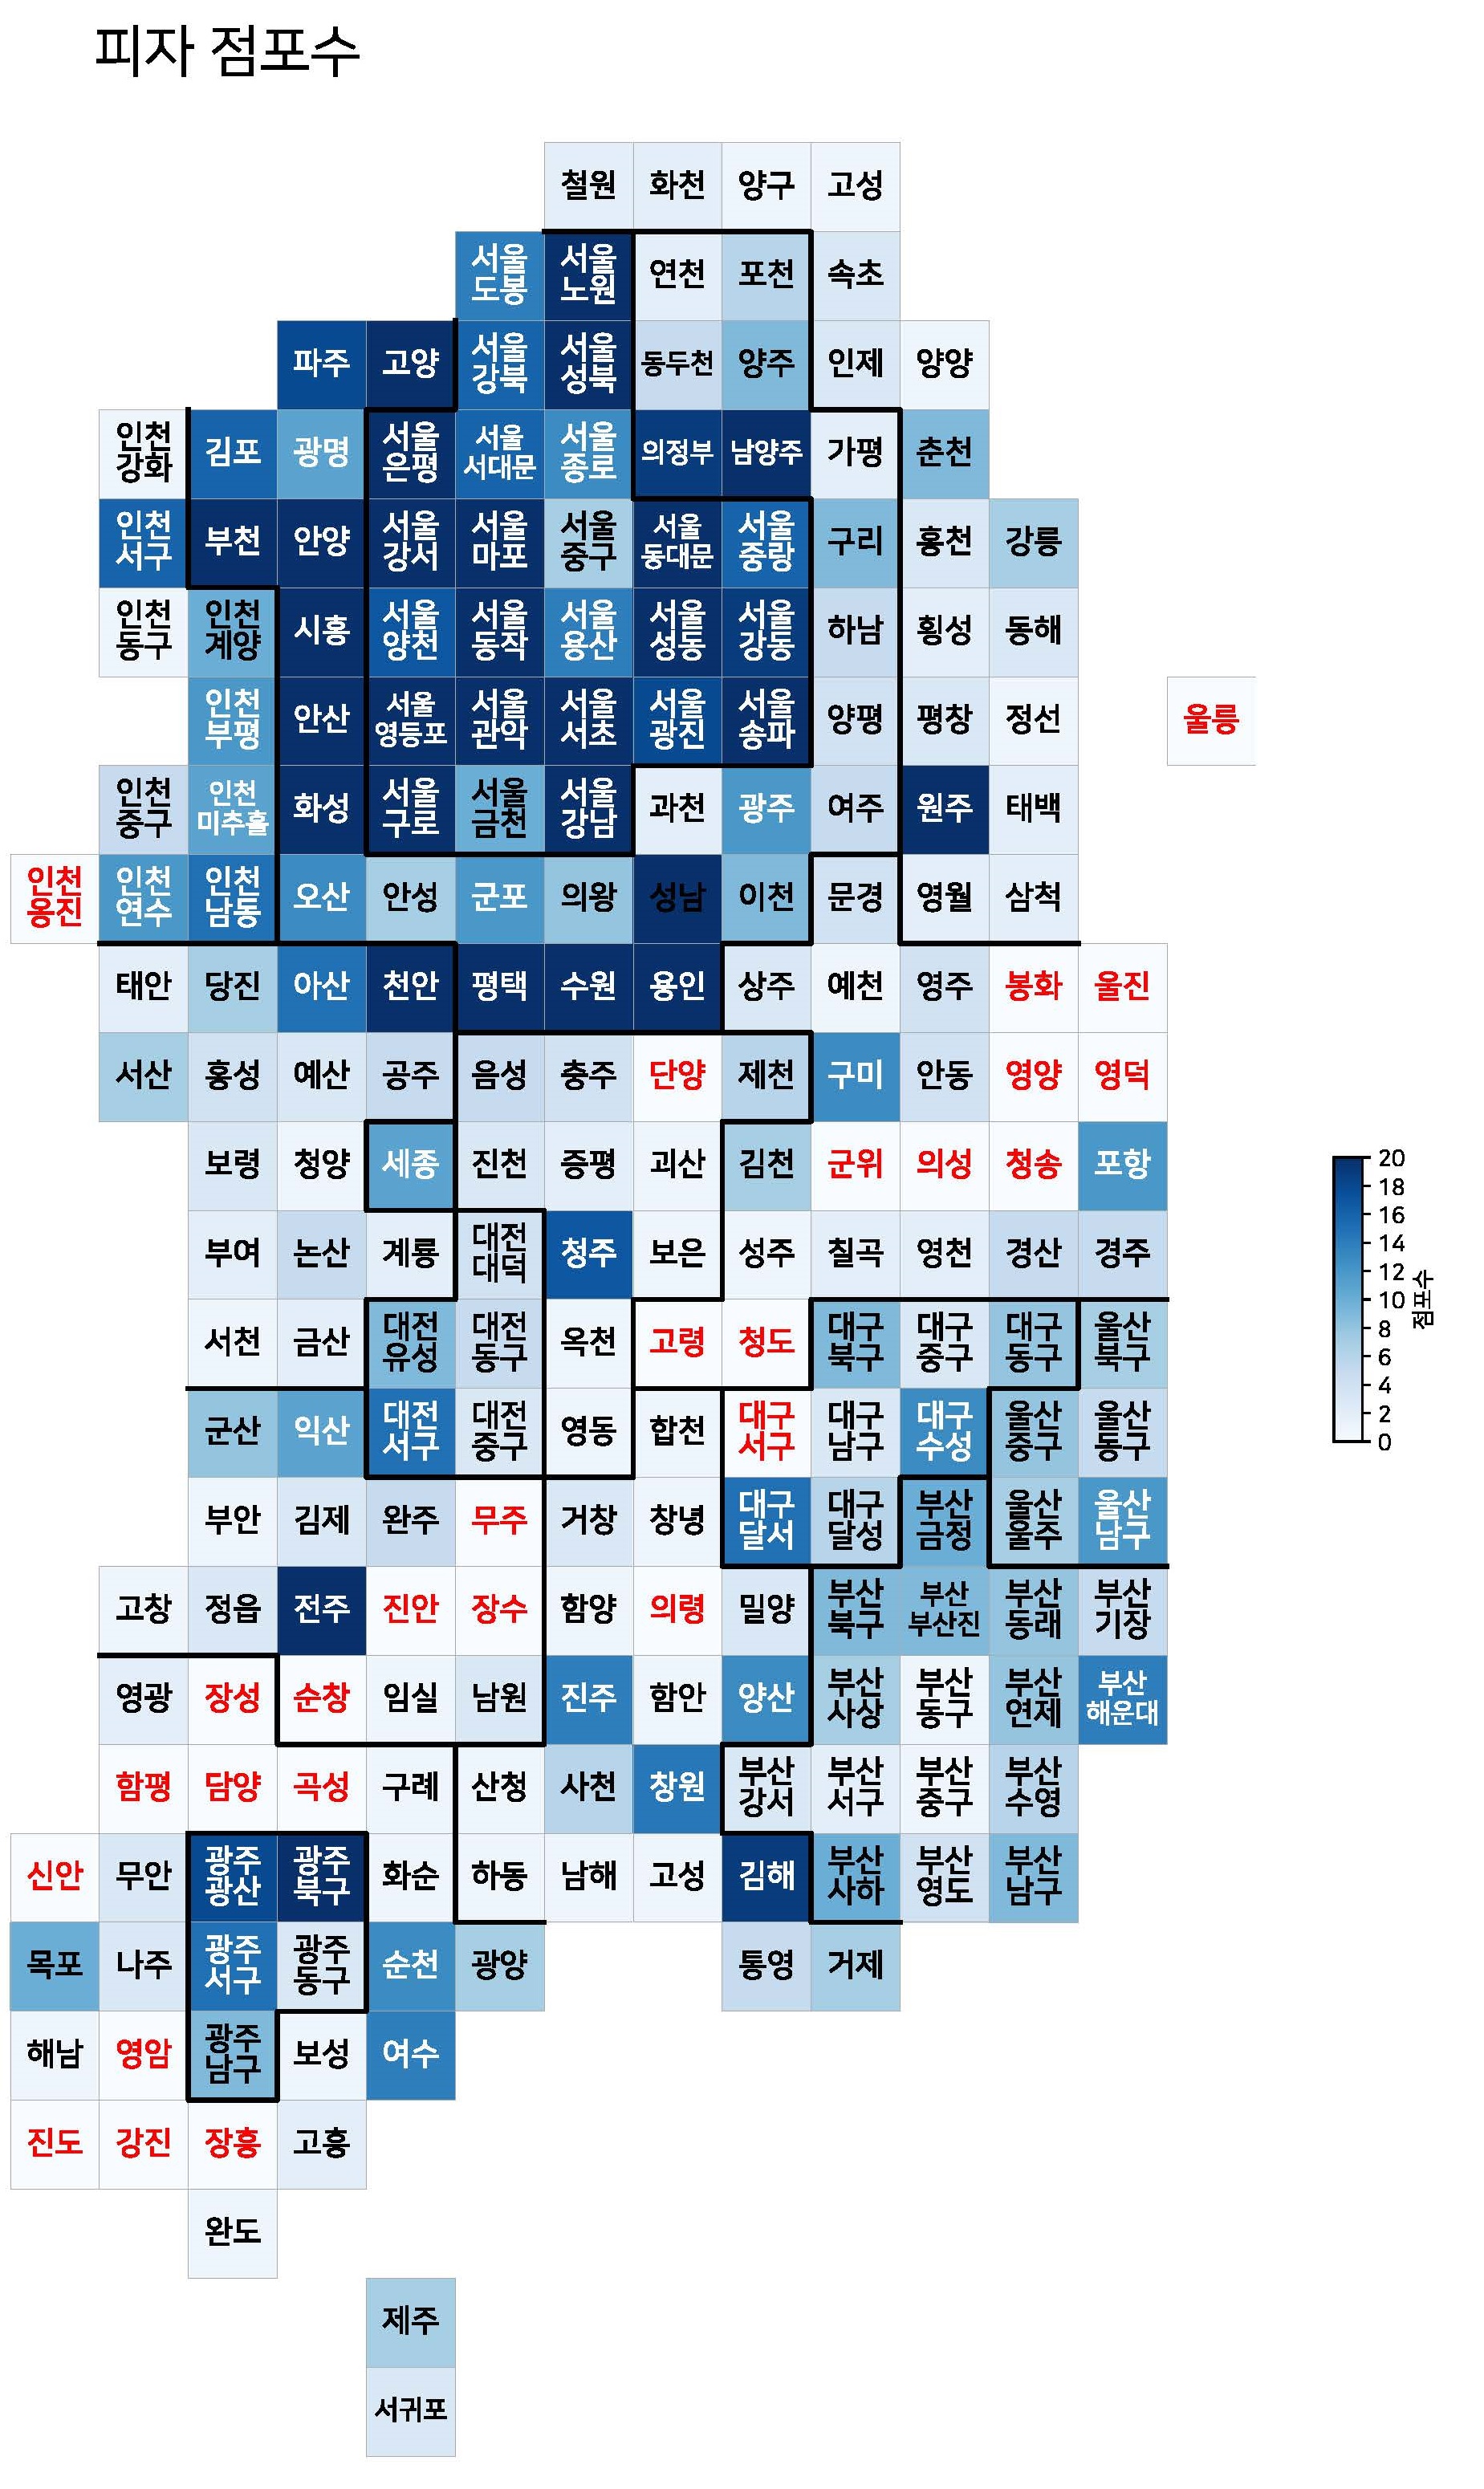 피자 점포수
철원 화천 양구 고성
서울 도봉 서울 노원 연천 포천 속초
파주 고양 서울 강북 서울 성북 동두천 양주 인제 양양
인천 강화 김포 광명 서울 은평 서울 서대문 서울 종로 의정부 남양주 가평 춘천
인천 서구 부천 안양 서울 강서 서울 마포 서울 중구 서울 동대문 서울 중랑 구리 홍천 강릉
인천 동구 인천 계양 시흥 서울 양천 서울 동작 서울 용산 서울 성동 서울 강동 하남 횡성 동해
인천 부평 안산 서울 영등포 서울 관악 서울 서초 서울 광진 서울 송파 양평 평창 정선 울릉
인천 중구 인천 미추홀 화성 서울 구로 서울 금천 서울 강남 과천 광주 여주 원주 태백
인천 옹진 인천 연수 인천 남동 오산 안성 군포 의왕 성남 이천 문경 영월 삼척
태안 당진 아산 천안 평택 수원 용인 상주 예천 영주 봉화 울진
서산 홍성 예산 공주 음성 충주 단양 제천 구미 안동 영양 영덕
보령 청양 세종 진천 증평 괴산 김천 군위 의성 청송 포항
부여 논산 계룡 대전 대덕 청주 보은 성주 칠곡 영천 경산 경주
서천 금산 대전 유성 대전 동구 옥천 고령 청도 대구 북구 대구 중구 대구 동구 울산 북구
군산 익산 대전 서구 대전 중구 영동 합천 대구 서구 대구 남구 대구 수성 울산 중구 울산 동구
부안 김제 완주 무주 거창 창녕 대구 달서 대구 달성 부산 금정 울산 울주 울산 남구
고창 정읍 전주 진안 장수 함양 의령 밀양 부산 북구 부산 부산진 부산 동래 부산 기장
영광 장성 순창 임실 남원 진주 함안 양산 부산 사상 부산 동구 부산 연제 부산 해운대
함평 담양 곡성 구례 산청 사천 창원 부산 강서 부산 서구 부산 중구 부산 수영
신안 무안 광주 광산 광주 북구 화순 하동 남해 고성 김해 부산 사하 부산 영도 부산 남구
목포 나주 광주 서구 광주 동구 순천 광양 통영 거제
해남 영암 광주 남구 보성 여수
진도 강진 장흥 고흥
완도
제주
서귀포
20
18
16
14
12
10
8
6
4
2
0
점포수